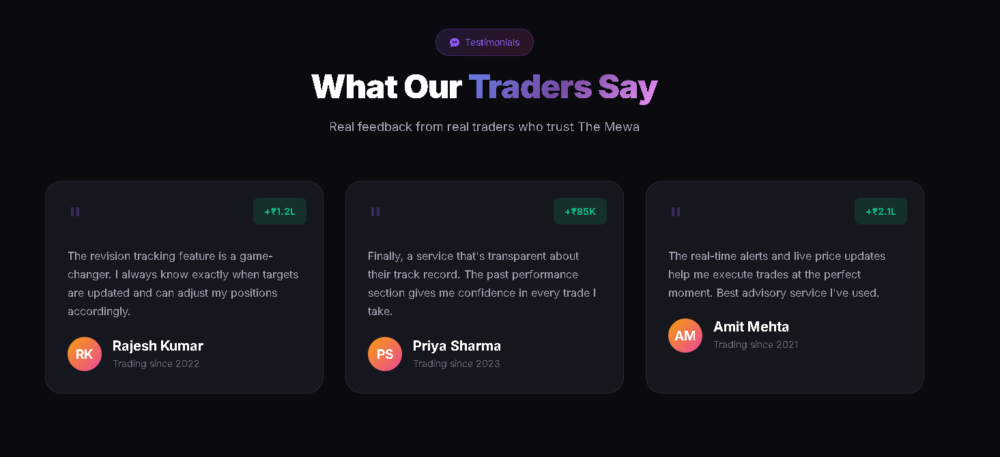 Testimonials
What Our Traders Say
Real feedback from real traders who trust The Mewa
"
+₹1.2L
The revision tracking feature is a game-
changer. I always know exactly when targets
are updated and can adjust my positions
accordingly.
RK
Rajesh Kumar
Trading since 2022
"
+₹85K
Finally, a service that's transparent about
their track record. The past performance
section gives me confidence in every trade I
take.
PS
Priya Sharma
Trading since 2023
"
+₹2.1L
The real-time alerts and live price updates
help me execute trades at the perfect
moment. Best advisory service I've used.
AM
Amit Mehta
Trading since 2021